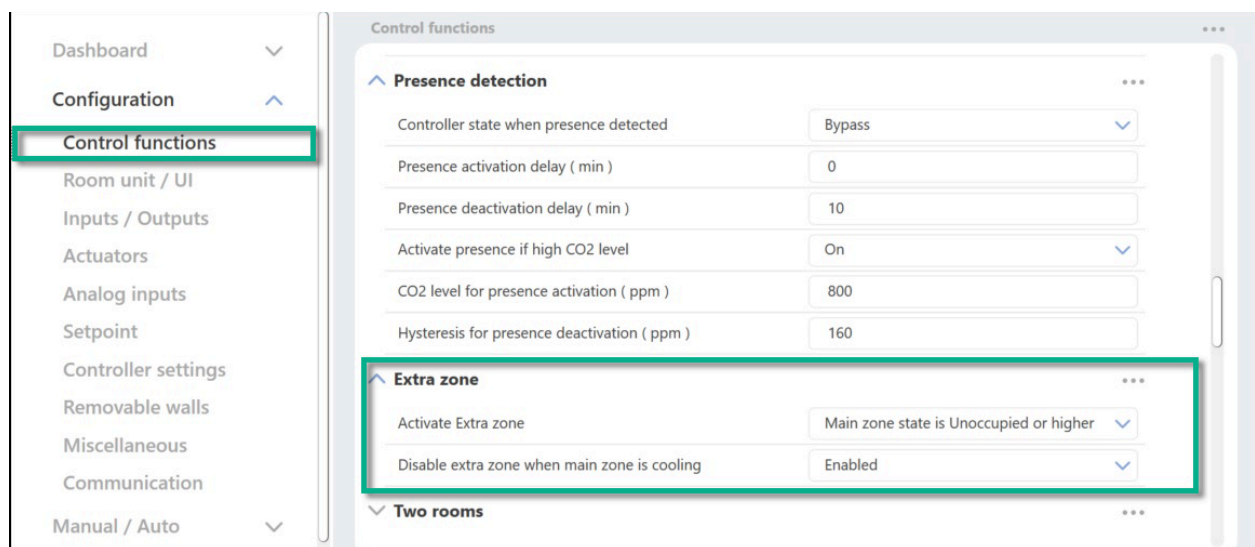 Dashboard
Configuration
Control functions
Room unit / UI
Inputs / Outputs
Actuators
Analog inputs
Setpoint
Controller settings
Removable walls
Miscellaneous
Communication
Manual / Auto
Control functions
Presence detection
Controller state when presence detected Bypass
Presence activation delay ( min ) 0
Presence deactivation delay ( min ) 10
Activate presence if high CO2 level On
CO2 level for presence activation ( ppm ) 800
Hysteresis for presence deactivation ( ppm ) 160
Extra zone
Activate Extra zone Main zone state is Unoccupied or higher
Disable extra zone when main zone is cooling Enabled
Two rooms